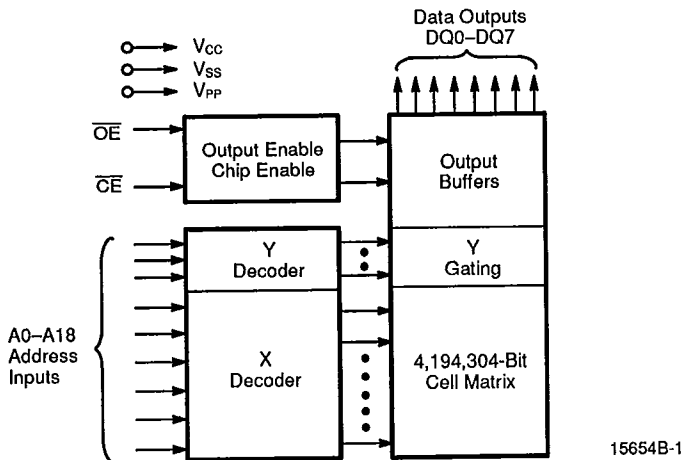 Data Outputs
DQ0–DQ7
VCC
VSS
VPP
OE
CE
Output Enable
Chip Enable
Output
Buffers
Y
Decoder
Y
Gating
A0–A18
Address
Inputs
X
Decoder
4,194,304-Bit
Cell Matrix
15654B-1